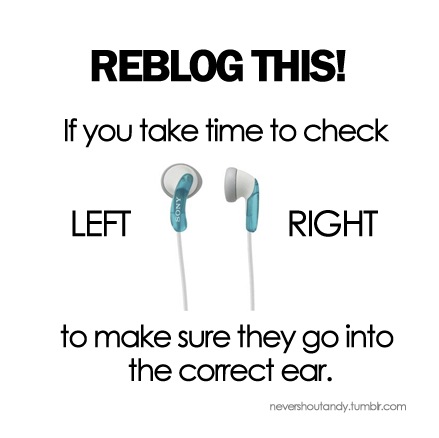 REBLOG THIS!
If you take time to check
SONY
LEFT RIGHT
to make sure they go into
the correct ear.
nevershoutandy.tumblr.com